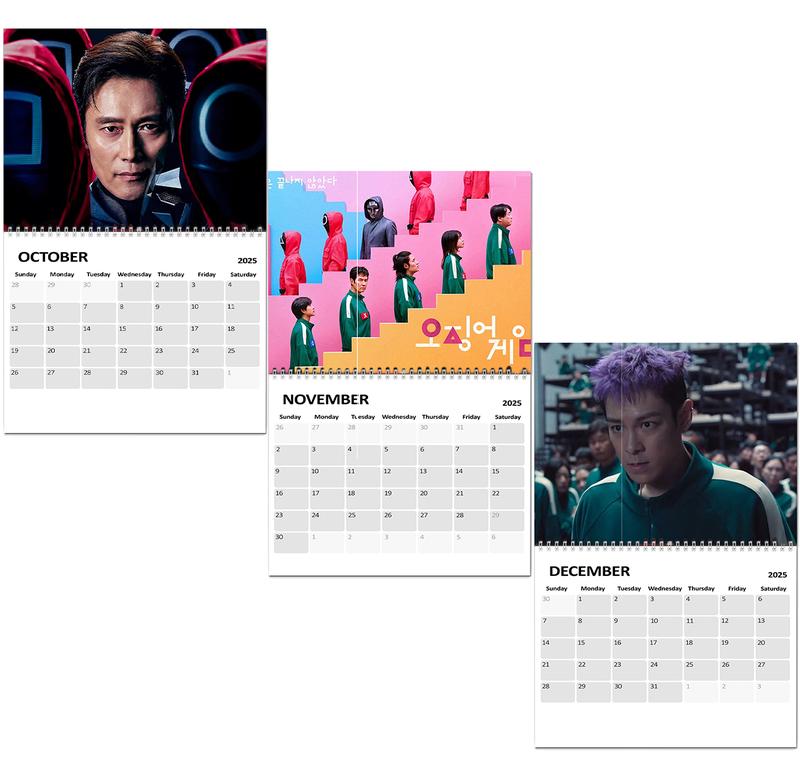 OCTOBER 2025
Sunday Monday Tuesday Wednesday Thursday Friday Saturday
28 29 30 1 2 3 4
5 6 7 8 9 10 11
12 13 14 15 16 17 18
19 20 21 22 23 24 25
26 27 28 29 30 31 1
끝나지 않았다
오징어
NOVEMBER 2025
Sunday Monday Tuesday Wednesday Thursday Friday Saturday
26 27 28 29 30 31 1
2 3 4 5 6 7 8
9 10 11 12 13 14 15
16 17 18 19 20 21 22
23 24 25 26 27 28 29
30 1 2 3 4 5 6
DECEMBER 2025
Sunday Monday Tuesday Wednesday Thursday Friday Saturday
30 1 2 3 4 5 6
7 8 9 10 11 12 13
14 15 16 17 18 19 20
21 22 23 24 25 26 27
28 29 30 31 1 2 3